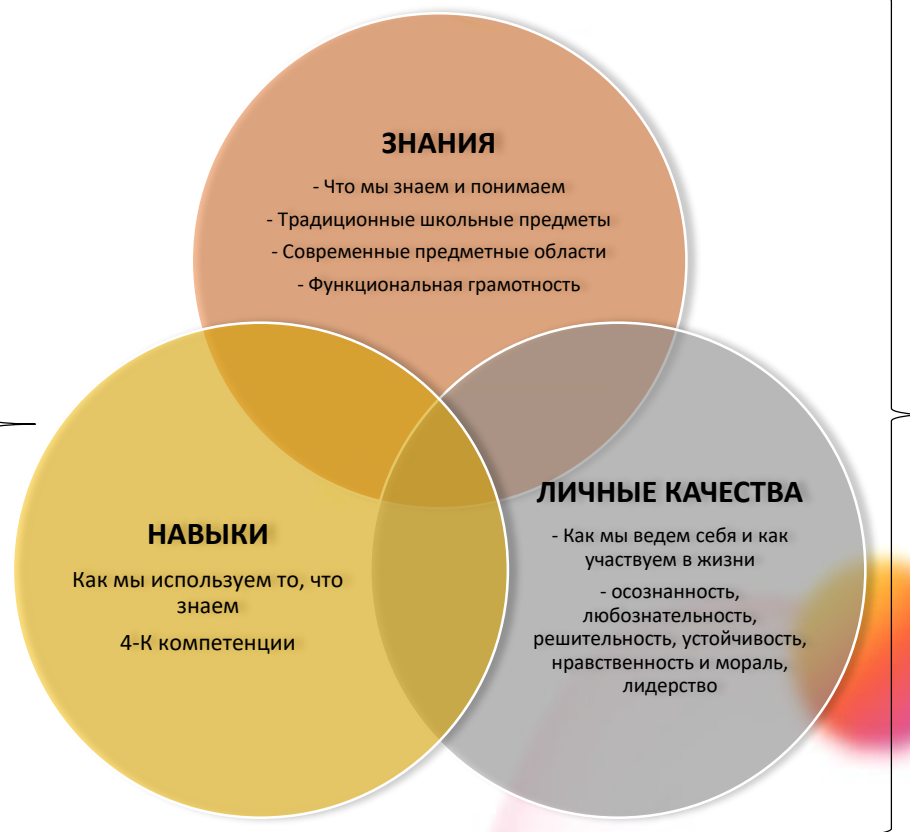 ЗНАНИЯ
- Что мы знаем и понимаем
- Традиционные школьные предметы
- Современные предметные области
- Функциональная грамотность
НАВЫКИ
Как мы используем то, что
знаем
4-К компетенции
ЛИЧНЫЕ КАЧЕСТВА
- Как мы ведем себя и как
участвуем в жизни
- осознанность,
любознательность,
решительность, устойчивость,
нравственность и мораль,
лидерство